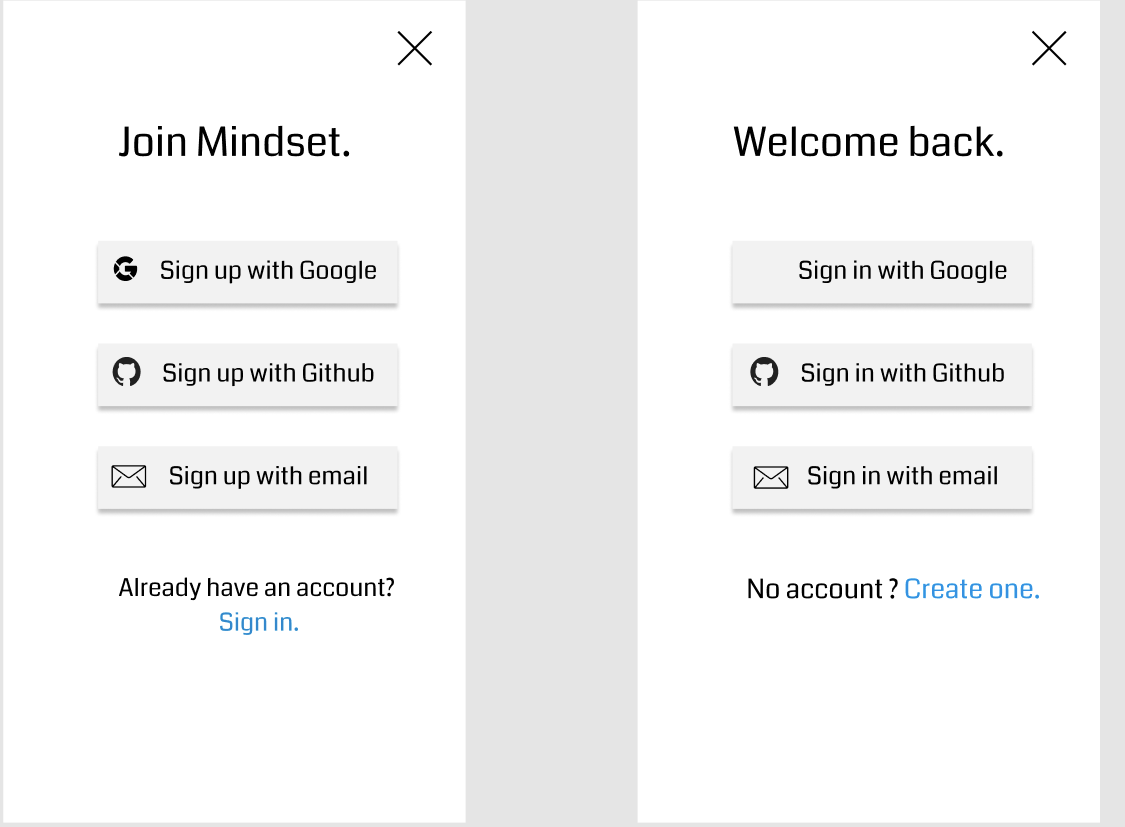 Join Mindset.
Sign up with Google
Sign up with Github
Sign up with email
Already have an account?
Sign in.
Welcome back.
Sign in with Google
Sign in with Github
Sign in with email
No account ? Create one.